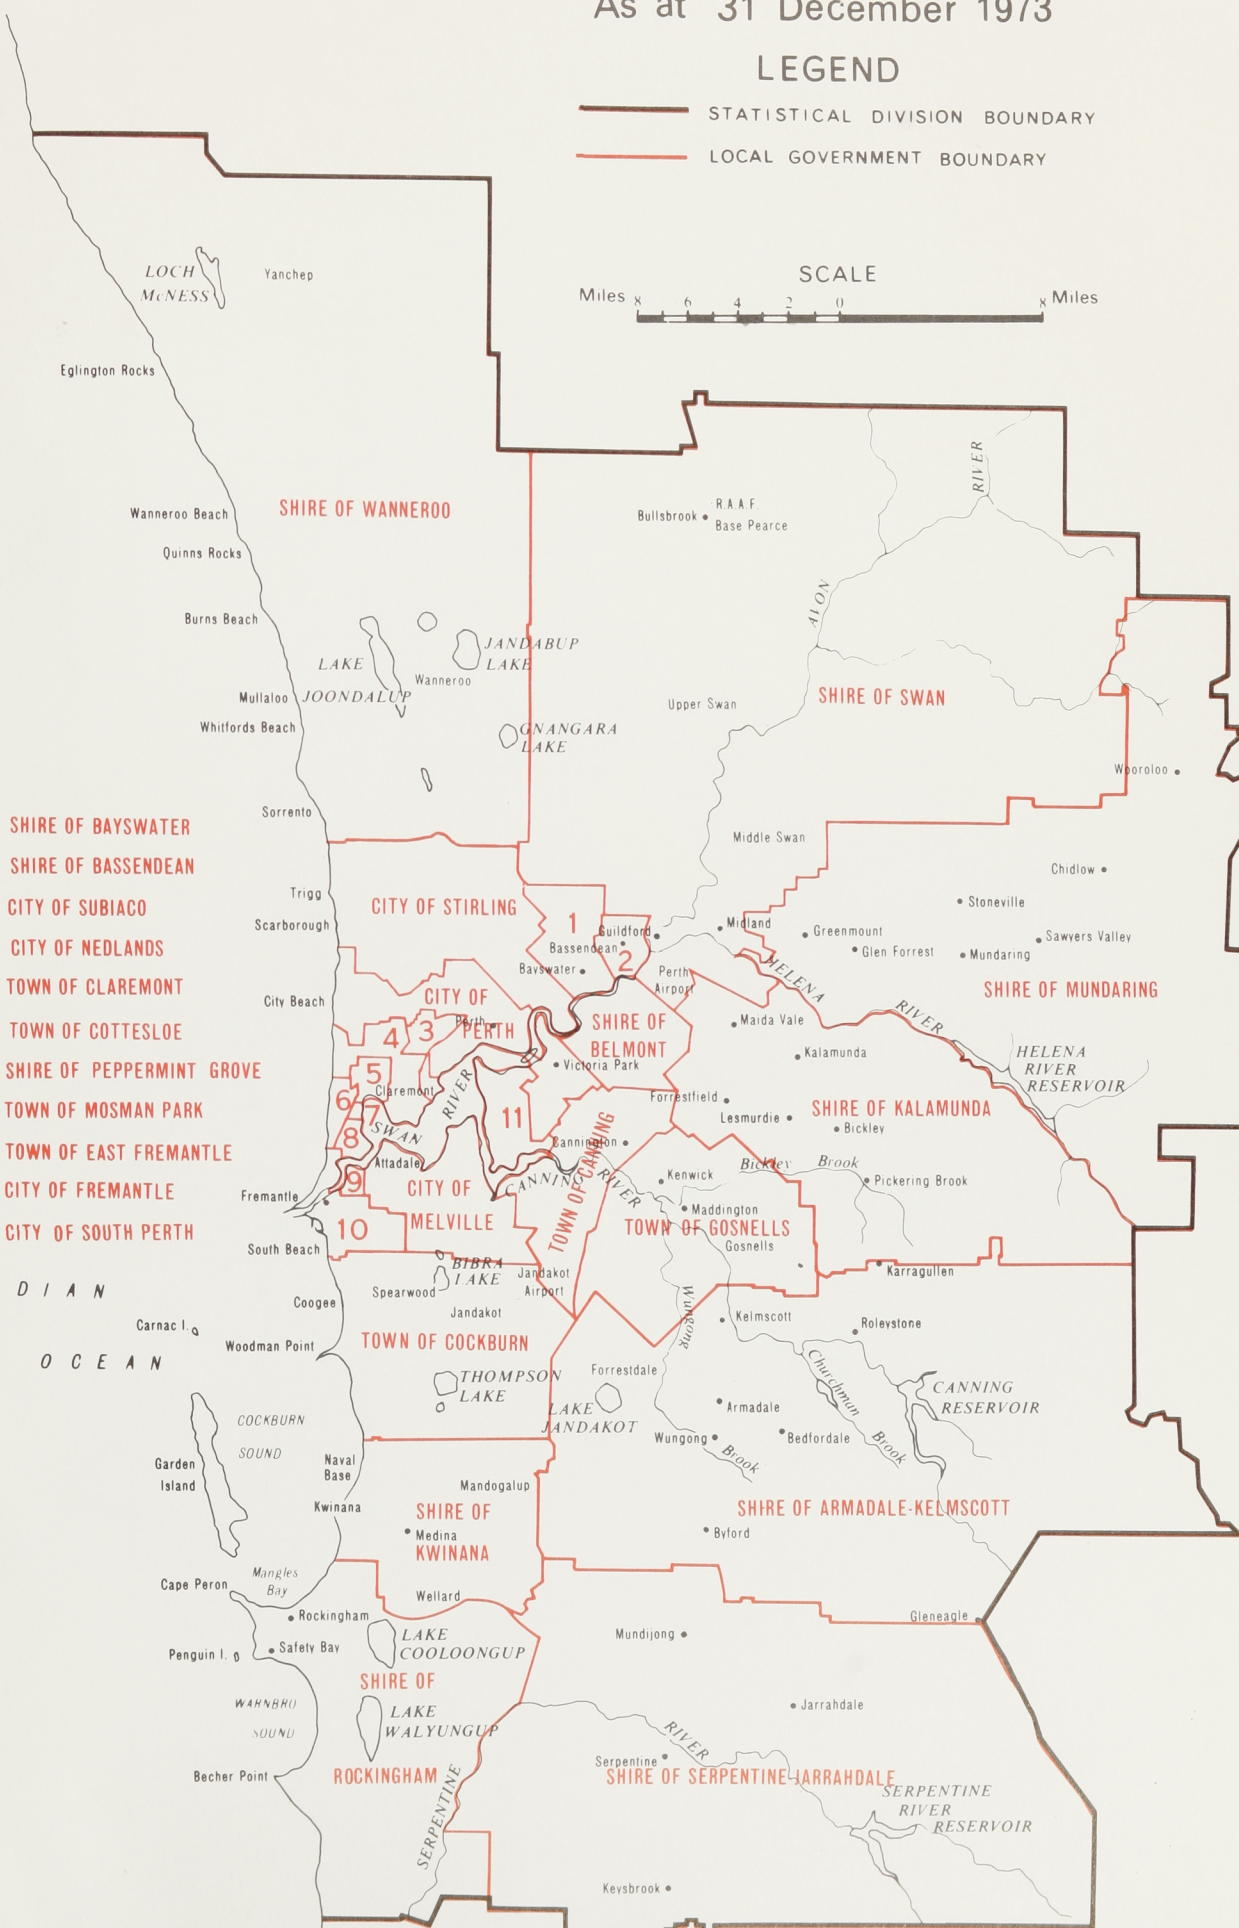 As at 31 December 1973
LEGEND
STATISTICAL DIVISION BOUNDARY
LOCAL GOVERNMENT BOUNDARY
SCALE
Miles 8 6 4 2 0 8 Miles
LOCH
McNESS
Yanchep
Eglington Rocks
SHIRE OF WANNEROO
Wanneroo Beach
Quinns Rocks
Bullsbrook
R.A.A.F.
Base Pearce
RIVER
AVON
Burns Beach
LAKE
JOONDALUP
JANDABUP
LAKE
Wanneroo
Mullaloo
Whitfords Beach
GNANGARA
LAKE
Upper Swan
SHIRE OF SWAN
Wooroloo
Sorrento
Middle Swan
SHIRE OF BAYSWATER
SHIRE OF BASSENDEAN
CITY OF SUBIACO
CITY OF NEDLANDS
TOWN OF CLAREMONT
TOWN OF COTTESLOE
SHIRE OF PEPPERMINT GROVE
TOWN OF MOSMAN PARK
TOWN OF EAST FREMANTLE
CITY OF FREMANTLE
CITY OF SOUTH PERTH
Trigg
Scarborough
CITY OF STIRLING
1
Guildford
Bassendean
2
Bayswater
Midland
Greenmount
Glen Forrest
Chidlow
Stoneville
Sawyers Valley
Mundaring
SHIRE OF MUNDARING
Perth
Airport
HELENA
RIVER
City Beach
CITY OF
PERTH
Perth
3
4
5
6
7
8
9
10
11
Claremont
SWAN
RIVER
SHIRE OF
BELMONT
Victoria Park
Maida Vale
Kalamunda
HELENA
RIVER
RESERVOIR
Forrestfield
Lesmurdie
SHIRE OF KALAMUNDA
Bickley
Cannington
Attadale
CANNING
RIVER
TOWN OF CANNING
Kenwick
Bickley Brook
Pickering Brook
Fremantle
CITY OF
MELVILLE
Maddington
TOWN OF GOSNELLS
Gosnells
South Beach
BIBRA
LAKE
Spearwood
Jandakot
Airport
Jandakot
Karragullen
DIAN
OCEAN
Coogee
Carnac I.
Woodman Point
TOWN OF COCKBURN
THOMPSON
LAKE
Wungong
Brook
Kelmscott
Roleystone
Forrestdale
LAKE
JANDAKOT
Churchman
Brook
CANNING
RESERVOIR
Armadale
Wungong
Bedfordale
COCKBURN
SOUND
Garden
Island
Naval
Base
Kwinana
Mandogalup
SHIRE OF
KWINANA
Medina
SHIRE OF ARMADALE-KELMSCOTT
Byford
Mangles
Bay
Cape Peron
Wellard
Gleneagle
Rockingham
Safety Bay
Penguin I.
LAKE
COOLOONGUP
Mundijong
SHIRE OF
ROCKINGHAM
WARNBRO
SOUND
LAKE
WALYUNGUP
Jarrahdale
RIVER
Serpentine
SHIRE OF SERPENTINE-JARRAHDALE
Becher Point
SERPENTINE
SERPENTINE
RIVER
RESERVOIR
Keysbrook